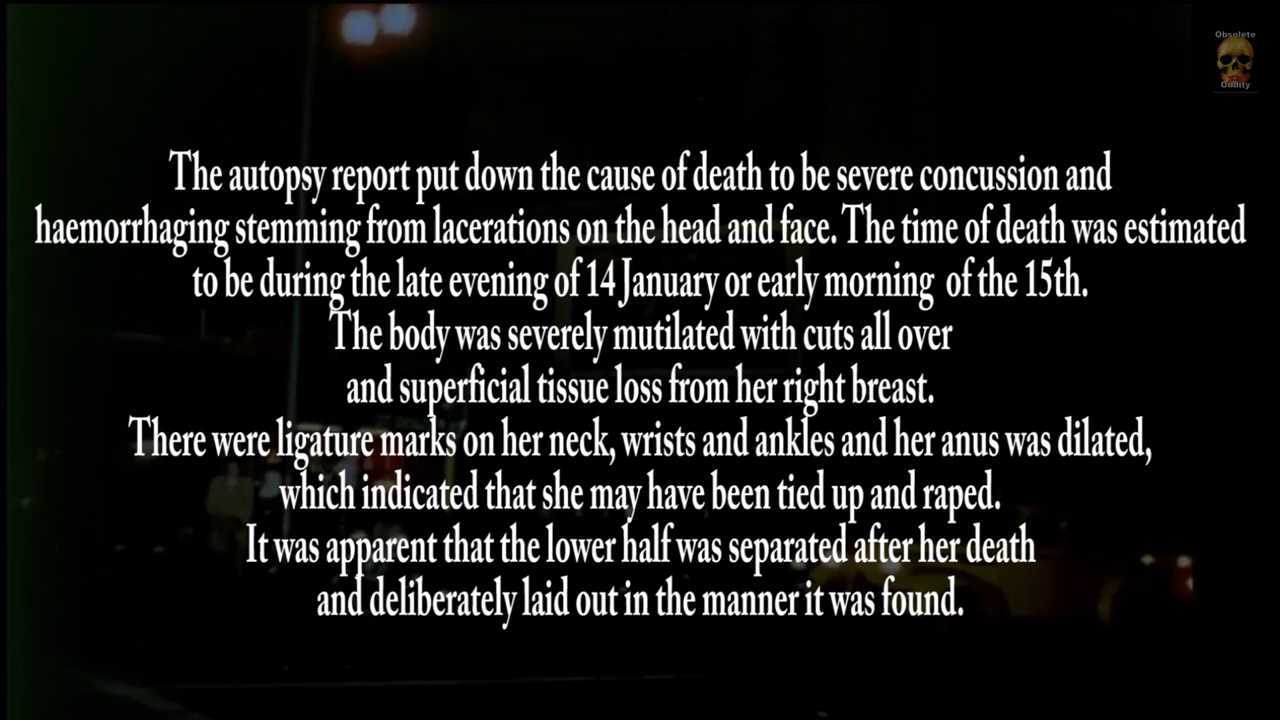 Obsolete
Oddity
The autopsy report put down the cause of death to be severe concussion and
haemorrhaging stemming from lacerations on the head and face. The time of death was estimated
to be during the late evening of 14 January or early morning of the 15th.
The body was severely mutilated with cuts all over
and superficial tissue loss from her right breast.
There were ligature marks on her neck, wrists and ankles and her anus was dilated,
which indicated that she may have been tied up and raped.
It was apparent that the lower half was separated after her death
and deliberately laid out in the manner it was found.